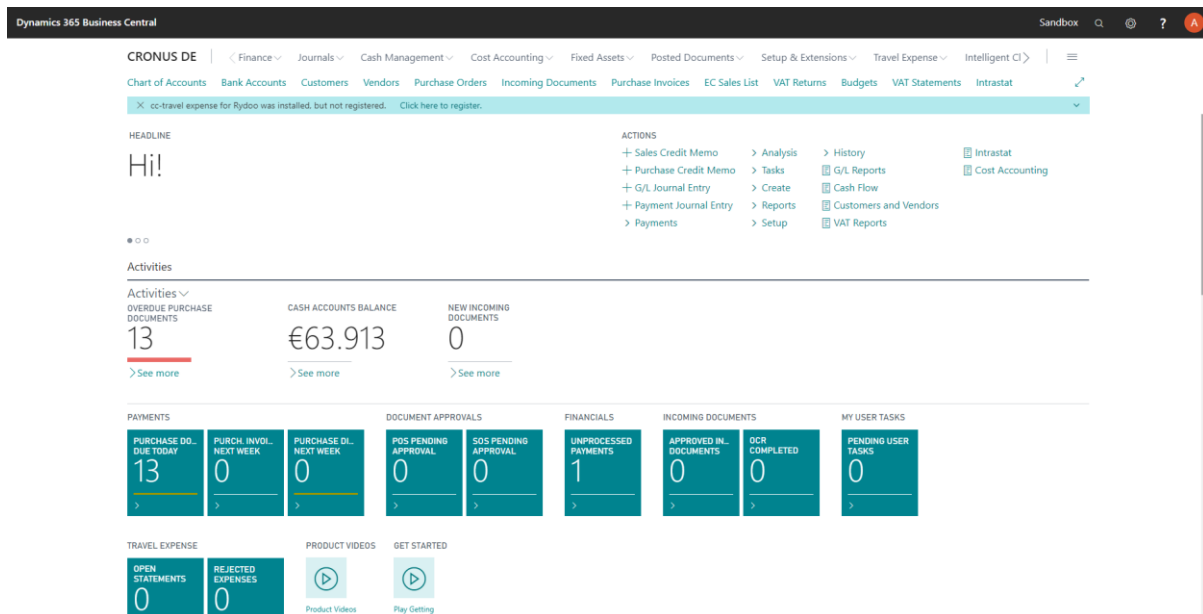 Dynamics 365 Business Central
Sandbox
?
A
CRONUS DE
Finance
Journals
Cash Management
Cost Accounting
Fixed Assets
Posted Documents
Setup & Extensions
Travel Expense
Intelligent Cl
Chart of Accounts
Bank Accounts
Customers
Vendors
Purchase Orders
Incoming Documents
Purchase Invoices
EC Sales List
VAT Returns
Budgets
VAT Statements
Intrastat
cc-travel expense for Rydoo was installed, but not registered. Click here to register.
HEADLINE
Hi!
ACTIONS
+ Sales Credit Memo
+ Purchase Credit Memo
+ G/L Journal Entry
+ Payment Journal Entry
> Payments
> Analysis
> Tasks
> Create
> Reports
> Setup
> History
G/L Reports
Cash Flow
Customers and Vendors
VAT Reports
Intrastat
Cost Accounting
Activities
Activities
OVERDUE PURCHASE
DOCUMENTS
13
>See more
CASH ACCOUNTS BALANCE
€63.913
>See more
NEW INCOMING
DOCUMENTS
0
>See more
PAYMENTS
PURCHASE DO...
DUE TODAY
13
PURCH. INVOI...
NEXT WEEK
0
PURCHASE DI...
NEXT WEEK
0
DOCUMENT APPROVALS
POS PENDING
APPROVAL
0
SOS PENDING
APPROVAL
0
FINANCIALS
UNPROCESSED
PAYMENTS
1
INCOMING DOCUMENTS
APPROVED IN...
DOCUMENTS
0
OCR
COMPLETED
0
MY USER TASKS
PENDING USER
TASKS
0
TRAVEL EXPENSE
OPEN
STATEMENTS
0
REJECTED
EXPENSES
0
PRODUCT VIDEOS
Product Videos
GET STARTED
Play Getting